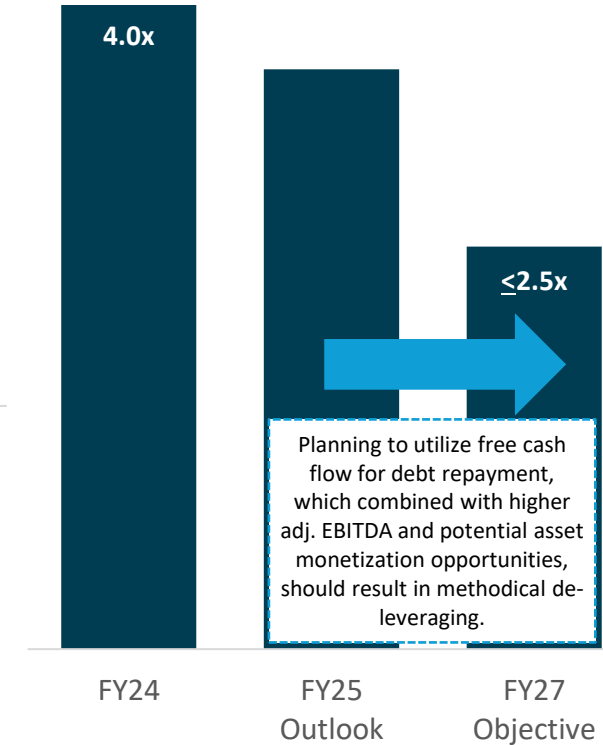 4.0x
≤2.5x
Planning to utilize free cash
flow for debt repayment,
which combined with higher
adj. EBITDA and potential asset
monetization opportunities,
should result in methodical de-
leveraging.
FY24
FY25
Outlook
FY27
Objective